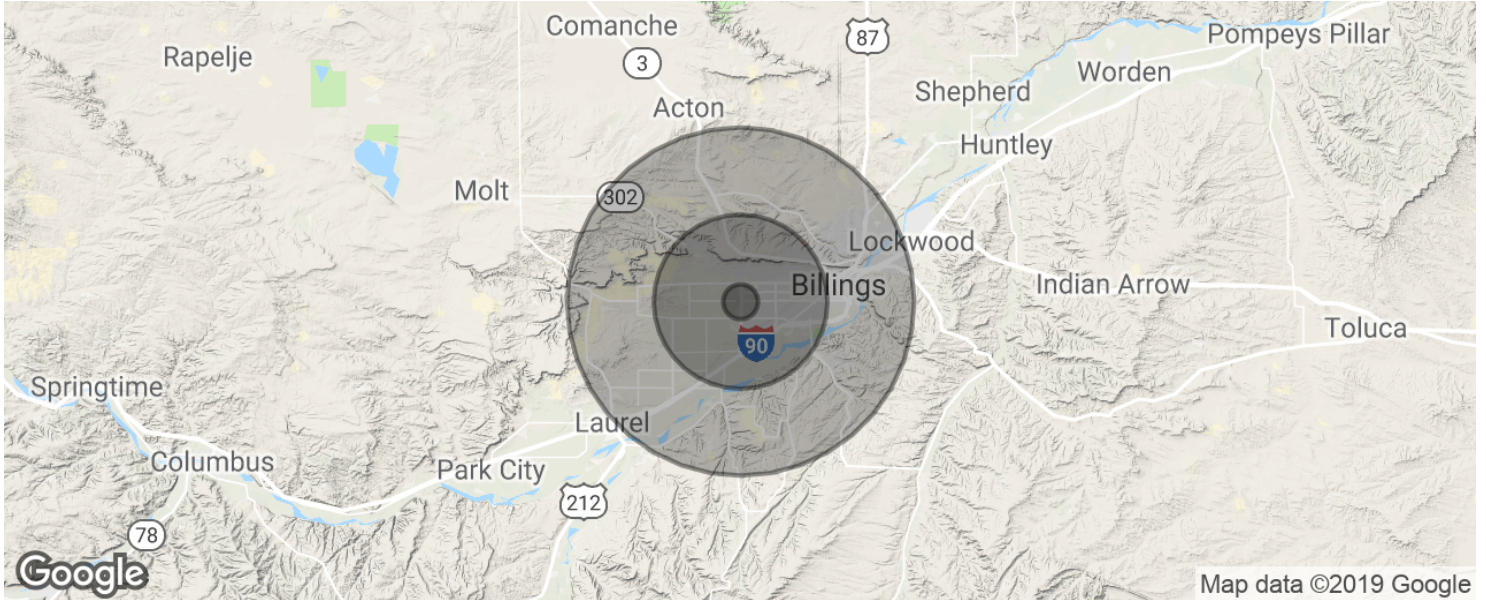 Comanche
87
Pompeys Pillar
Rapelje
3
Worden
Shepherd
Acton
Huntley
Molt
302
Lockwood
Billings
Indian Arrow
90
Toluca
Springtime
Laurel
Columbus
Park City
212
78
Google
Map data ©2019 Google